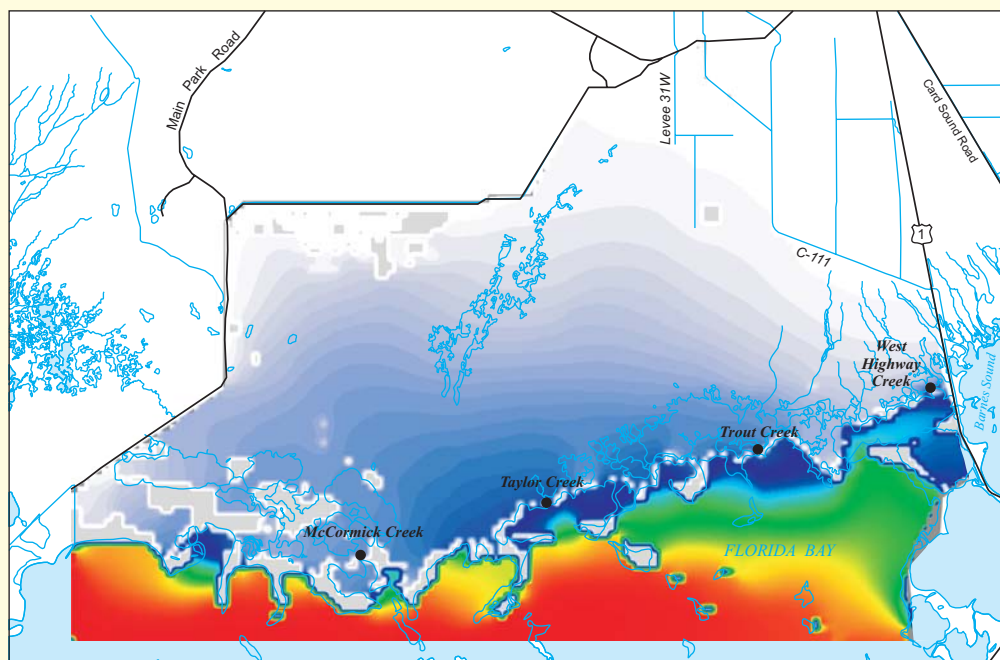 Main Park Road
Levee 31W
Card Sound Road
1
C-111
West
Highway
Creek
Barnes Sound
Trout Creek
Taylor Creek
McCormick Creek
FLORIDA BAY